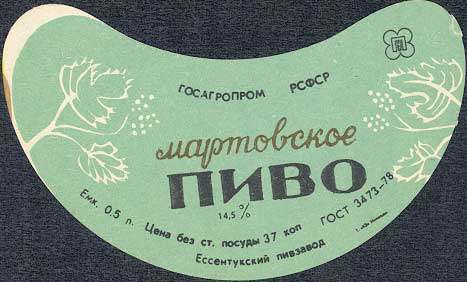 ГОСАГРОПРОМ РСФСР
мартовское
ПИВО
14,5 %
Емк. 0.5 л. Цена без ст. посуды 37 коп ГОСТ 3473-78
Ессентукский пивзавод